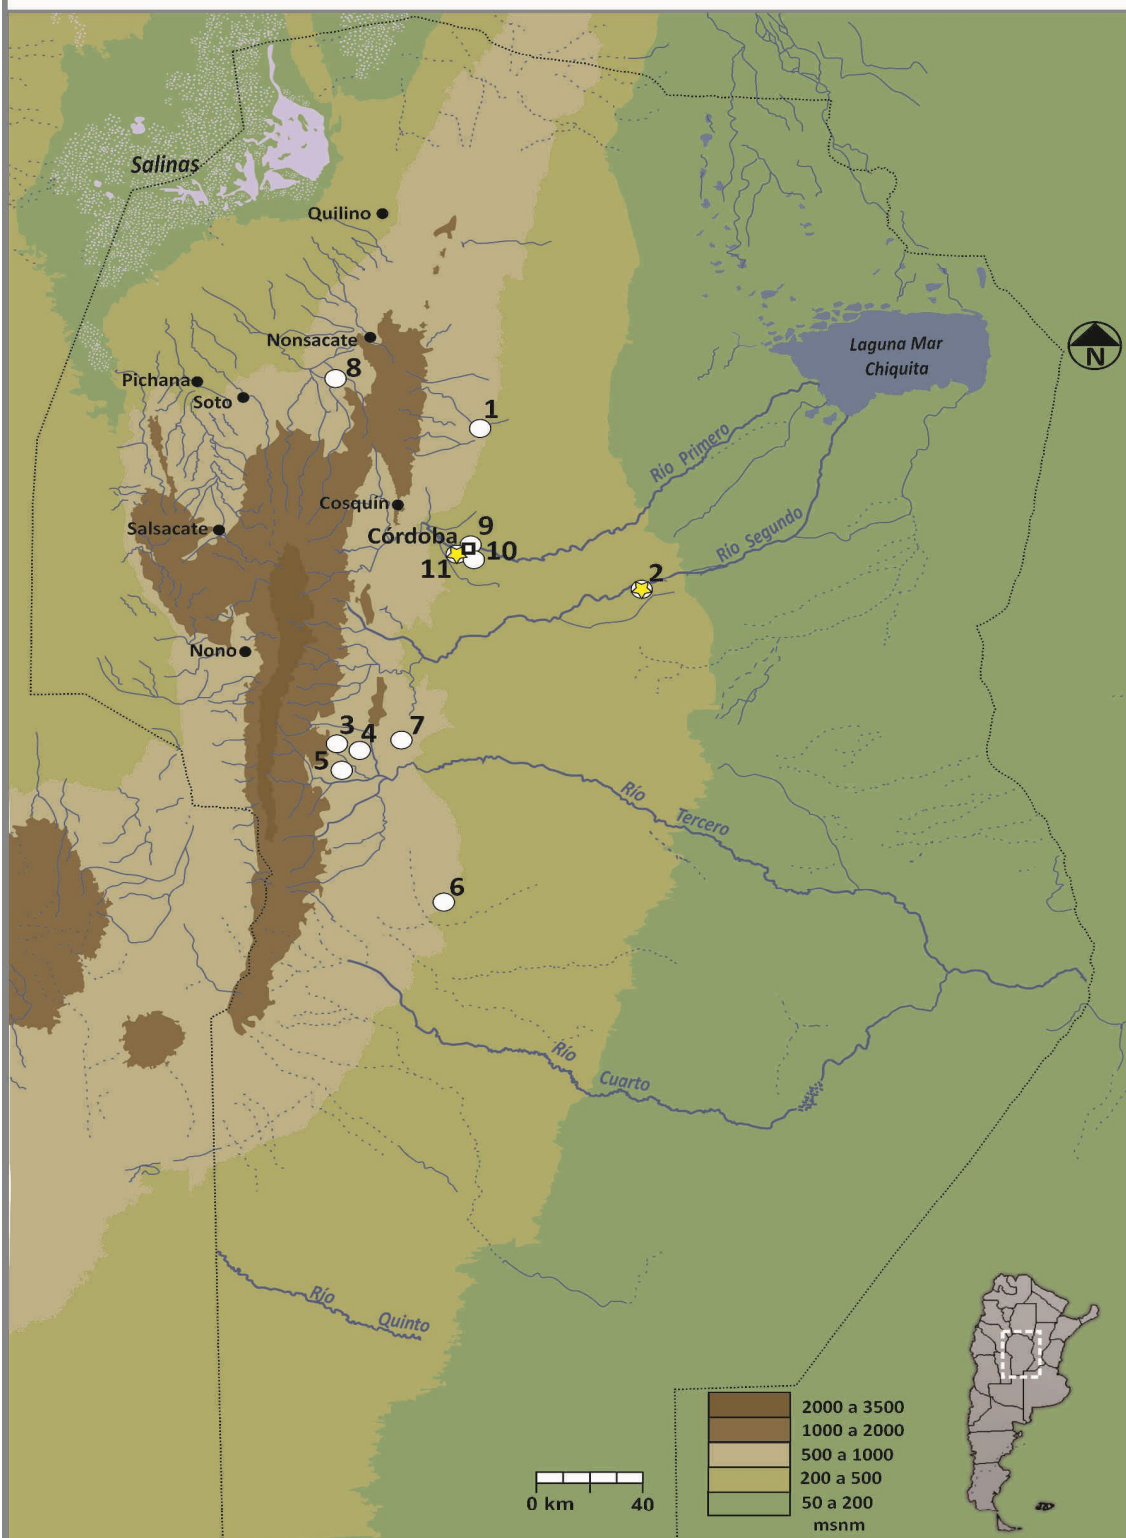 Salinas
Quilino
Nonsacate
8
Laguna Mar
Chiquita
N
Pichana
Soto
1
Río Primero
Cosquín
Salsacate
Córdoba
9
10
11
Río Segundo
2
Nono
3
4
7
5
Río
Tercero
6
Río
Cuarto
Río
Quinto
2000 a 3500
1000 a 2000
500 a 1000
200 a 500
50 a 200
msnm
0 km 40